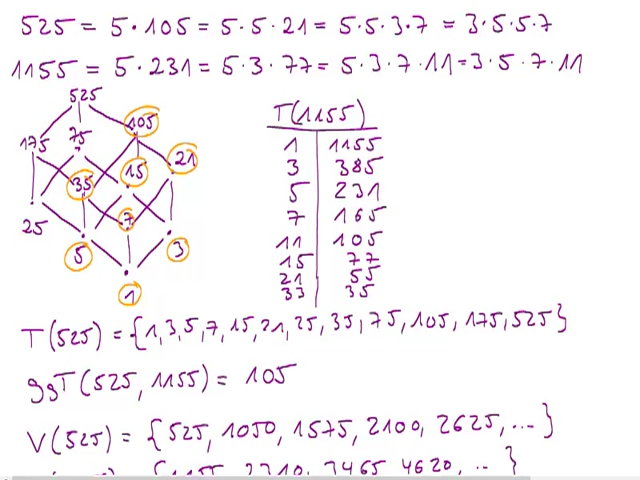 525 = 5·105 = 5·5·21 = 5·5·3·7 = 3·5·5·7
1155 = 5·231 = 5·3·77 = 5·3·7·11 = 3·5·7·11
525
175 75 105
35 15 21
25 7
5 3
1
T(1155)
1 1155
3 385
5 231
7 165
11 105
15 77
21 55
33 35
T(525) = {1,3,5,7,15,21,25,35,75,105,175,525}
ggT(525, 1155) = 105
V(525) = {525, 1050, 1575, 2100, 2625, ...}
{1155, 2310, 3465, 4620, ..}